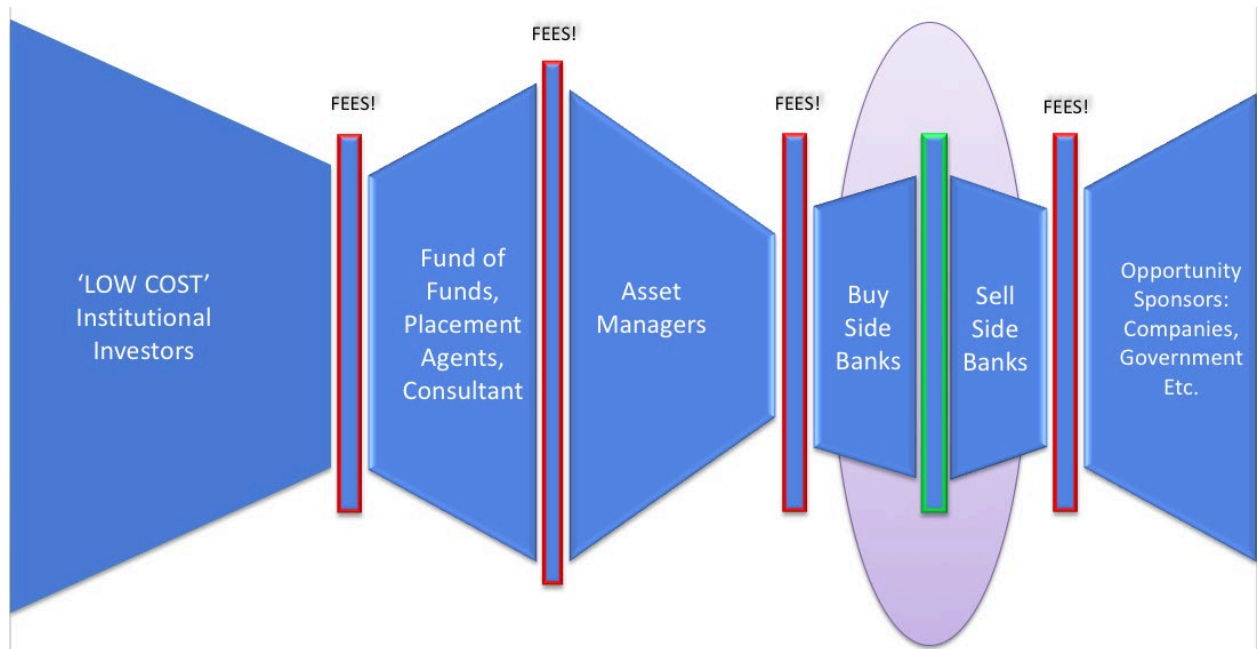 FEES!
FEES!
FEES!
FEES!
‘LOW COST’
Institutional
Investors
Fund of
Funds,
Placement
Agents,
Consultant
Asset
Managers
Buy
Side
Banks
Sell
Side
Banks
Opportunity
Sponsors:
Companies,
Government
Etc.